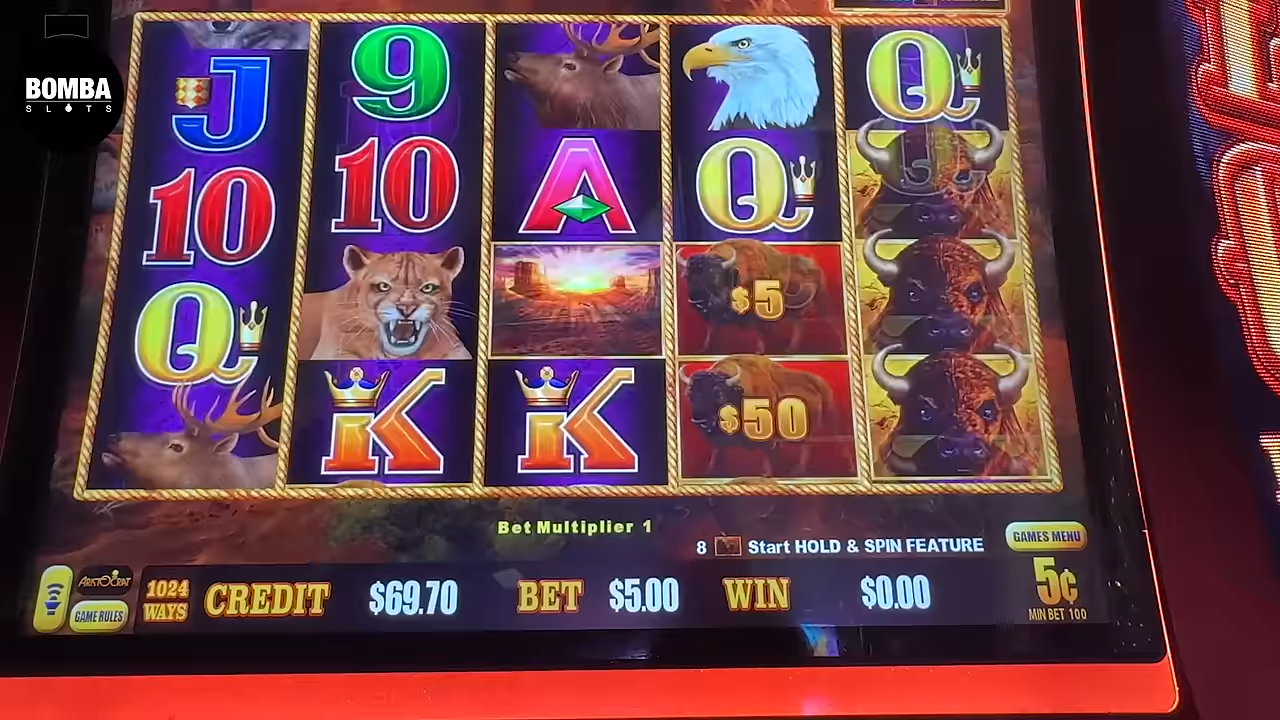 BOMBA
SLOTS
J
9
Q
10
10
A
Q
$5
Q
K
K
$50
Bet Multiplier 1
8 Start HOLD & SPIN FEATURE
GAMES MENU
ARISTOCRAT
GAME RULES
1024
WAYS
CREDIT $69.70 BET $5.00 WIN $0.00
5¢
MIN BET 100